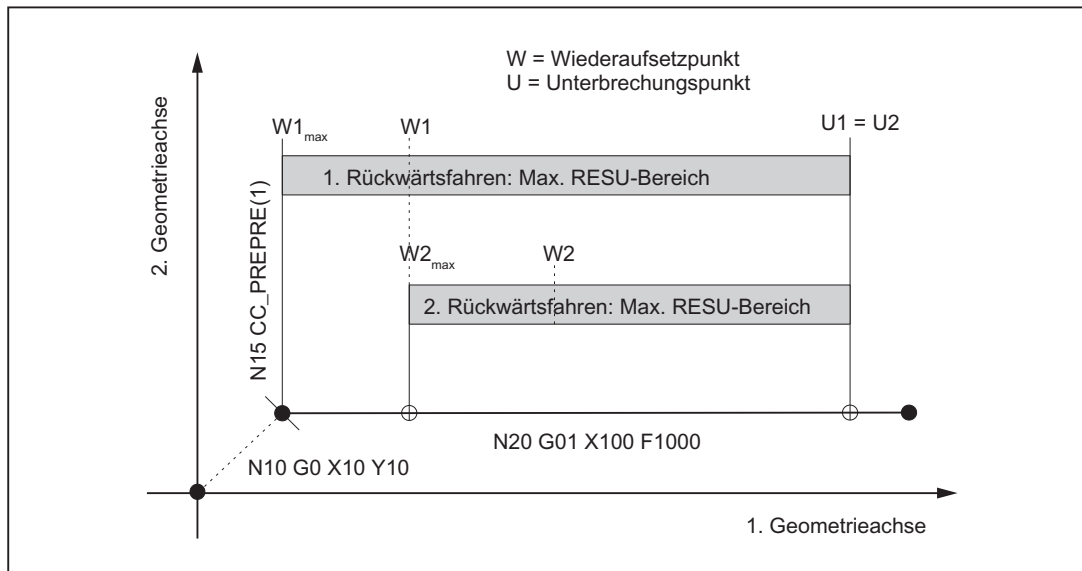 W = Wiederaufsetzpunkt
U = Unterbrechungspunkt
W1max
W1
U1 = U2
1. Rückwärtsfahren: Max. RESU-Bereich
2. Geometrieachse
N15 CC_PREPRE(1)
W2max
W2
2. Rückwärtsfahren: Max. RESU-Bereich
N20 G01 X100 F1000
N10 G0 X10 Y10
1. Geometrieachse